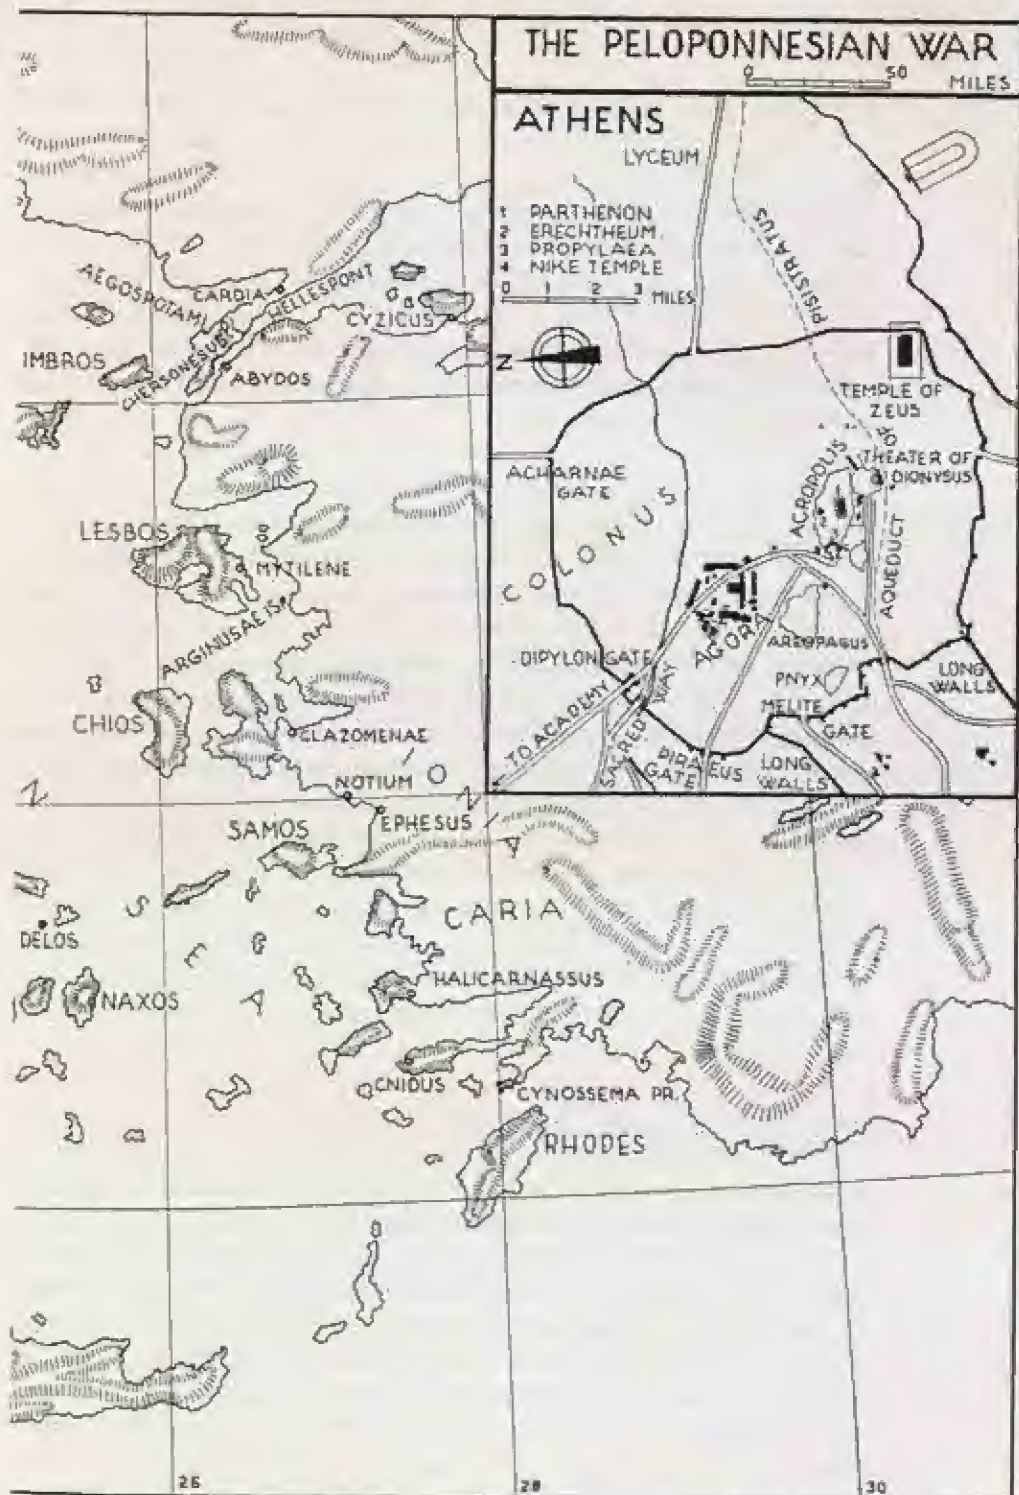 THE PELOPONNESIAN WAR
0 50
MILES
ATHENS
LYCEUM
1 PARTHENON
2 ERECHTHEUM
3 PROPYLAEA
4 NIKE TEMPLE
0 1 2 3 MILES
N
PISISTRATUS
TEMPLE OF
ZEUS
OF
THEATER OF
DIONYSUS
ACROPOLIS
ACHARNAE
GATE
COLONUS
AQUEDUCT
AGORA
AREOPAGUS
DIPYLON GATE
PNYX
LONG
WALLS
MELITE
GATE
TO ACADEMY
SACRED WAY
PIRAEUS
GATE
LONG
WALLS
AEGOSPOTAMI
CARDIA
HELLESPONT
CYZICUS
IMBROS
CHERSONESUS
ABYDOS
LESBOS
MYTILENE
ARGINUSAE IS.
CHIOS
CLAZOMENAE
NOTIUM
I O N I A
N
SAMOS
EPHESUS
SEA
CARIA
DELOS
NAXOS
HALICARNASSUS
CNIDUS
CYNOSSEMA PR.
RHODES
26
28
30